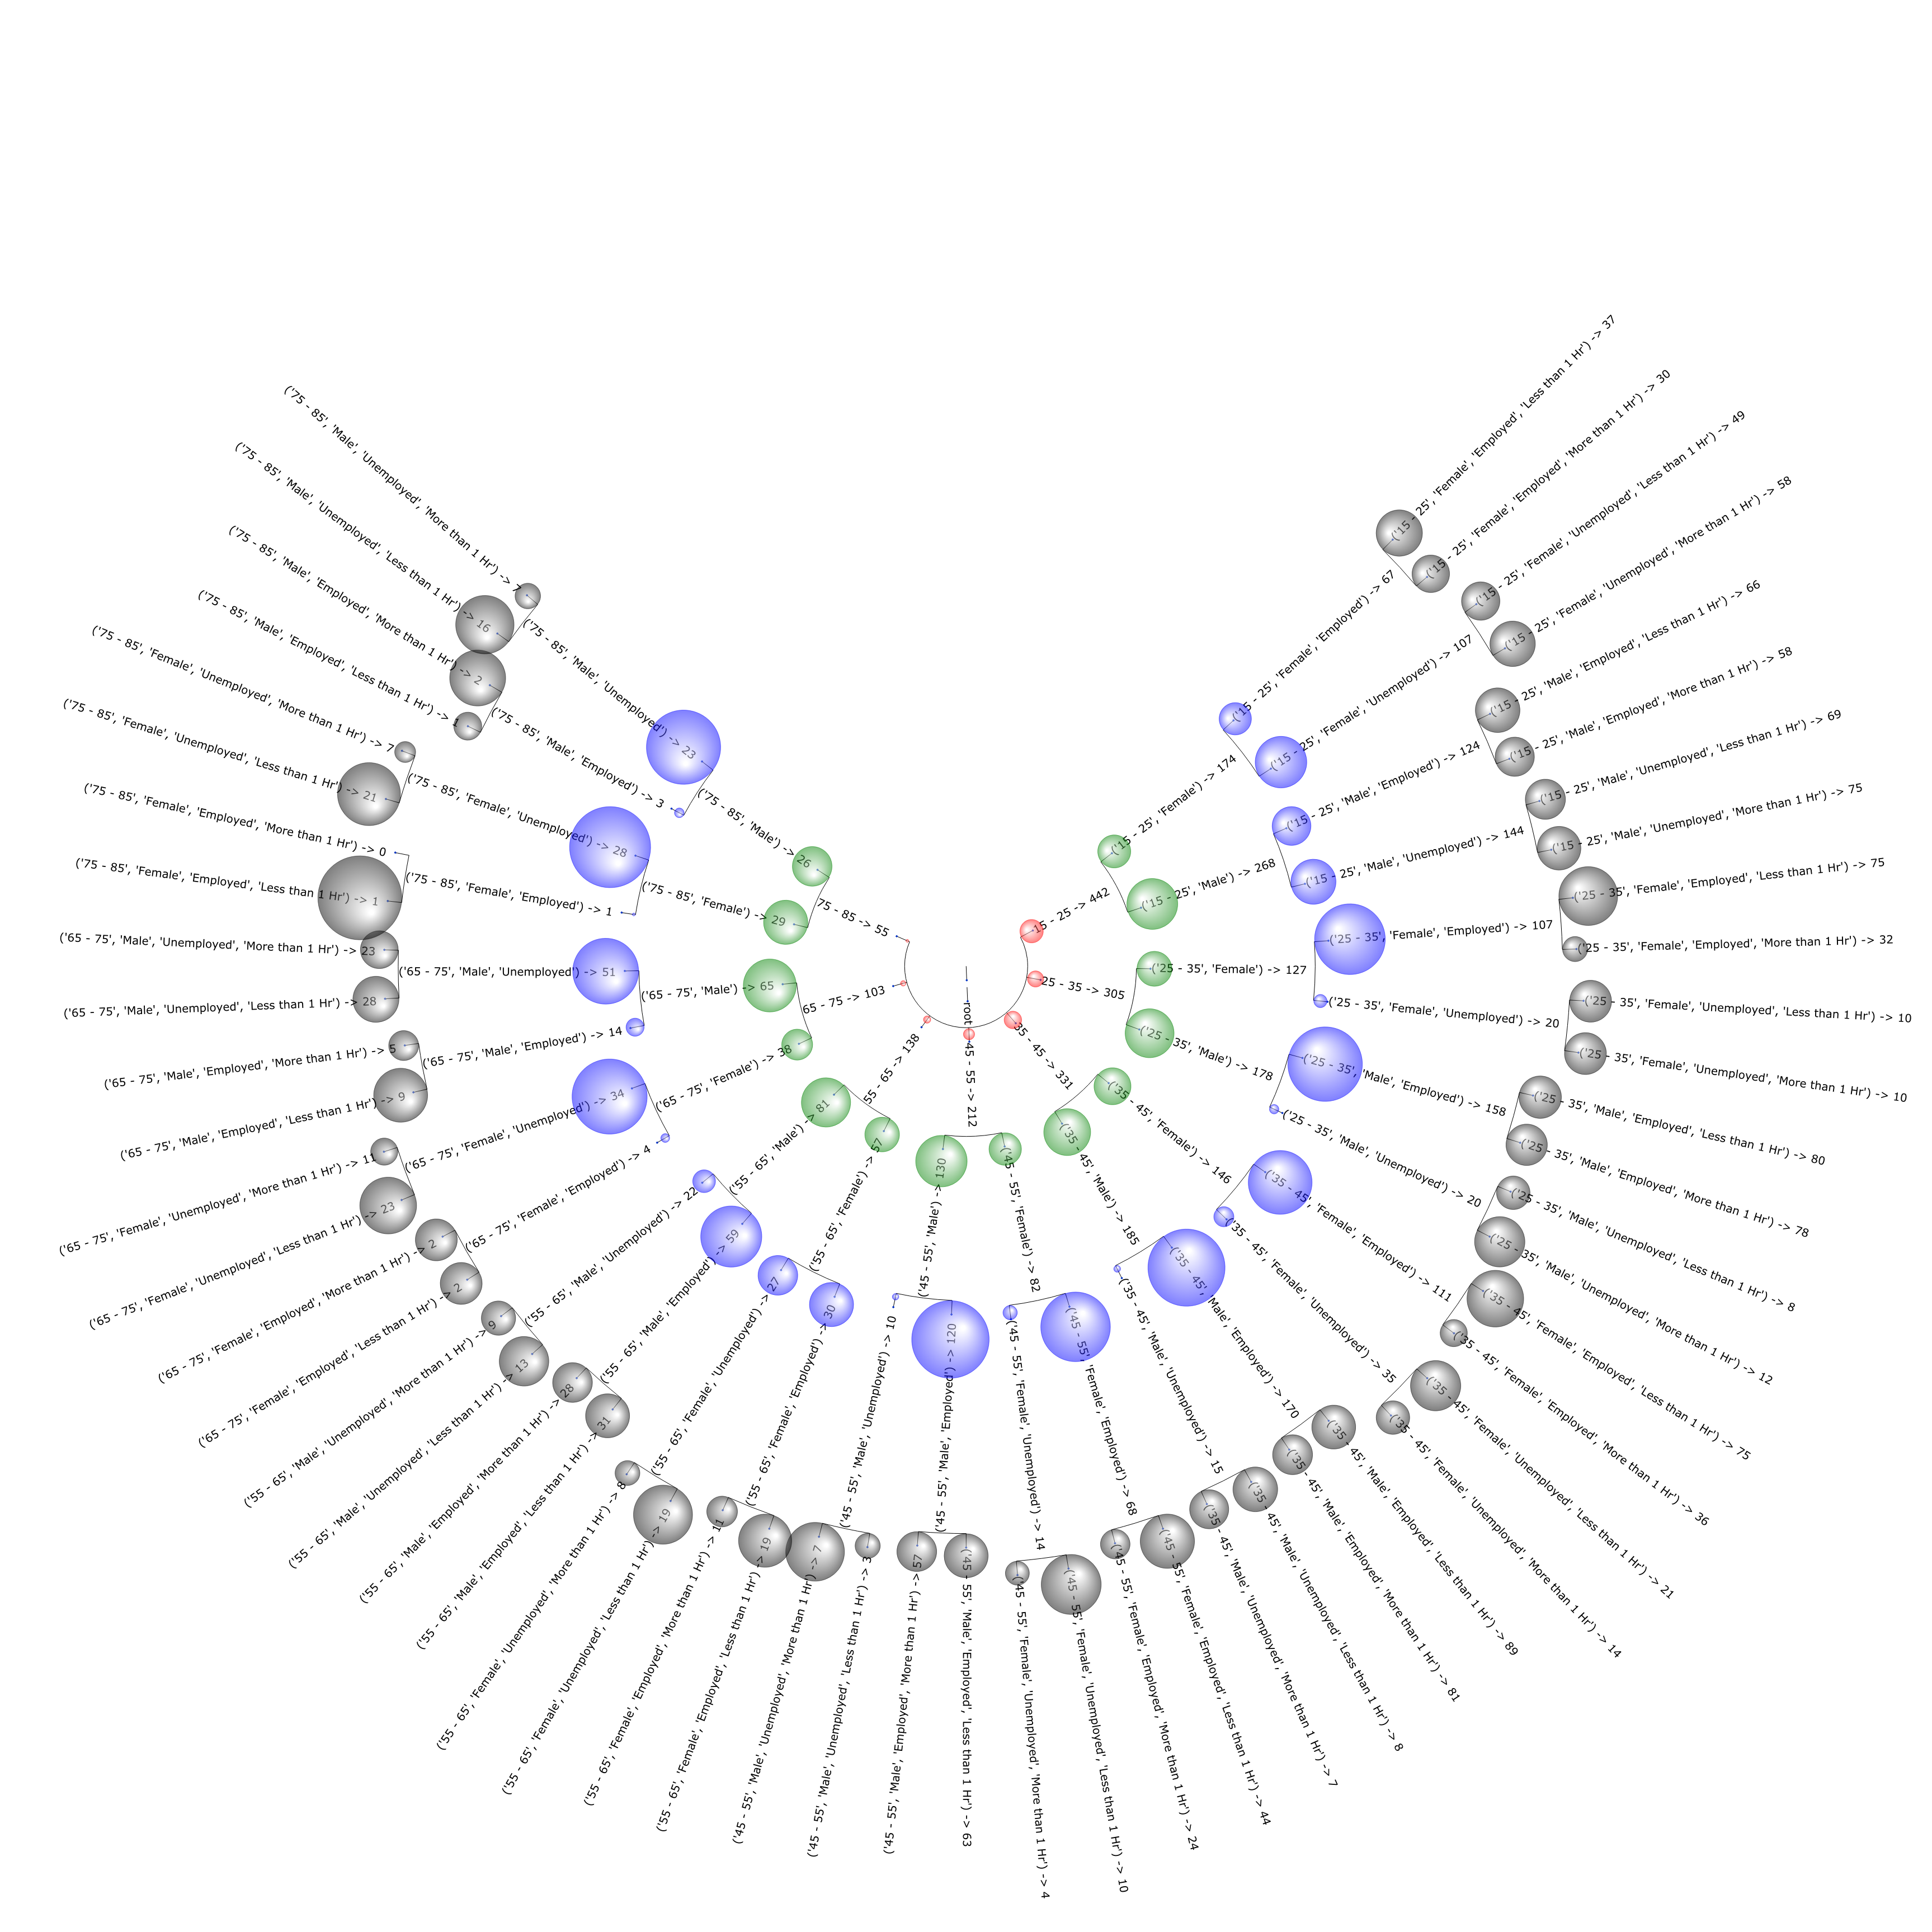 root
15 - 25 -> 442
('15 - 25', 'Female') -> 174
('15 - 25', 'Female', 'Employed') -> 67
('15 - 25', 'Female', 'Employed', 'Less than 1 Hr') -> 37
('15 - 25', 'Female', 'Employed', 'More than 1 Hr') -> 30
('15 - 25', 'Female', 'Unemployed') -> 107
('15 - 25', 'Female', 'Unemployed', 'Less than 1 Hr') -> 49
('15 - 25', 'Female', 'Unemployed', 'More than 1 Hr') -> 58
('15 - 25', 'Male') -> 268
('15 - 25', 'Male', 'Employed') -> 124
('15 - 25', 'Male', 'Employed', 'Less than 1 Hr') -> 66
('15 - 25', 'Male', 'Employed', 'More than 1 Hr') -> 58
('15 - 25', 'Male', 'Unemployed') -> 144
('15 - 25', 'Male', 'Unemployed', 'Less than 1 Hr') -> 69
('15 - 25', 'Male', 'Unemployed', 'More than 1 Hr') -> 75
25 - 35 -> 305
('25 - 35', 'Female') -> 127
('25 - 35', 'Female', 'Employed') -> 107
('25 - 35', 'Female', 'Employed', 'Less than 1 Hr') -> 75
('25 - 35', 'Female', 'Employed', 'More than 1 Hr') -> 32
('25 - 35', 'Female', 'Unemployed') -> 20
('25 - 35', 'Female', 'Unemployed', 'Less than 1 Hr') -> 10
('25 - 35', 'Female', 'Unemployed', 'More than 1 Hr') -> 10
('25 - 35', 'Male') -> 178
('25 - 35', 'Male', 'Employed') -> 158
('25 - 35', 'Male', 'Employed', 'Less than 1 Hr') -> 80
('25 - 35', 'Male', 'Employed', 'More than 1 Hr') -> 78
('25 - 35', 'Male', 'Unemployed') -> 20
('25 - 35', 'Male', 'Unemployed', 'Less than 1 Hr') -> 8
('25 - 35', 'Male', 'Unemployed', 'More than 1 Hr') -> 12
35 - 45 -> 331
('35 - 45', 'Female') -> 146
('35 - 45', 'Female', 'Employed') -> 111
('35 - 45', 'Female', 'Employed', 'Less than 1 Hr') -> 75
('35 - 45', 'Female', 'Employed', 'More than 1 Hr') -> 36
('35 - 45', 'Female', 'Unemployed') -> 35
('35 - 45', 'Female', 'Unemployed', 'Less than 1 Hr') -> 21
('35 - 45', 'Female', 'Unemployed', 'More than 1 Hr') -> 14
('35 - 45', 'Male') -> 185
('35 - 45', 'Male', 'Employed') -> 170
('35 - 45', 'Male', 'Employed', 'Less than 1 Hr') -> 89
('35 - 45', 'Male', 'Employed', 'More than 1 Hr') -> 81
('35 - 45', 'Male', 'Unemployed') -> 15
('35 - 45', 'Male', 'Unemployed', 'Less than 1 Hr') -> 8
('35 - 45', 'Male', 'Unemployed', 'More than 1 Hr') -> 7
45 - 55 -> 212
('45 - 55', 'Female') -> 82
('45 - 55', 'Female', 'Employed') -> 68
('45 - 55', 'Female', 'Employed', 'Less than 1 Hr') -> 44
('45 - 55', 'Female', 'Employed', 'More than 1 Hr') -> 24
('45 - 55', 'Female', 'Unemployed') -> 14
('45 - 55', 'Female', 'Unemployed', 'Less than 1 Hr') -> 10
('45 - 55', 'Female', 'Unemployed', 'More than 1 Hr') -> 4
('45 - 55', 'Male') -> 130
('45 - 55', 'Male', 'Employed') -> 120
('45 - 55', 'Male', 'Employed', 'Less than 1 Hr') -> 63
('45 - 55', 'Male', 'Employed', 'More than 1 Hr') -> 57
('45 - 55', 'Male', 'Unemployed') -> 10
('45 - 55', 'Male', 'Unemployed', 'Less than 1 Hr') -> 3
('45 - 55', 'Male', 'Unemployed', 'More than 1 Hr') -> 7
55 - 65 -> 138
('55 - 65', 'Female') -> 57
('55 - 65', 'Female', 'Employed') -> 30
('55 - 65', 'Female', 'Employed', 'Less than 1 Hr') -> 19
('55 - 65', 'Female', 'Employed', 'More than 1 Hr') -> 11
('55 - 65', 'Female', 'Unemployed') -> 27
('55 - 65', 'Female', 'Unemployed', 'Less than 1 Hr') -> 19
('55 - 65', 'Female', 'Unemployed', 'More than 1 Hr') -> 8
('55 - 65', 'Male') -> 81
('55 - 65', 'Male', 'Employed') -> 59
('55 - 65', 'Male', 'Employed', 'Less than 1 Hr') -> 31
('55 - 65', 'Male', 'Employed', 'More than 1 Hr') -> 28
('55 - 65', 'Male', 'Unemployed') -> 22
('55 - 65', 'Male', 'Unemployed', 'Less than 1 Hr') -> 13
('55 - 65', 'Male', 'Unemployed', 'More than 1 Hr') -> 9
65 - 75 -> 103
('65 - 75', 'Female') -> 38
('65 - 75', 'Female', 'Employed') -> 4
('65 - 75', 'Female', 'Employed', 'Less than 1 Hr') -> 2
('65 - 75', 'Female', 'Employed', 'More than 1 Hr') -> 2
('65 - 75', 'Female', 'Unemployed') -> 34
('65 - 75', 'Female', 'Unemployed', 'Less than 1 Hr') -> 23
('65 - 75', 'Female', 'Unemployed', 'More than 1 Hr') -> 11
('65 - 75', 'Male') -> 65
('65 - 75', 'Male', 'Employed') -> 14
('65 - 75', 'Male', 'Employed', 'Less than 1 Hr') -> 9
('65 - 75', 'Male', 'Employed', 'More than 1 Hr') -> 5
('65 - 75', 'Male', 'Unemployed') -> 51
('65 - 75', 'Male', 'Unemployed', 'Less than 1 Hr') -> 28
('65 - 75', 'Male', 'Unemployed', 'More than 1 Hr') -> 23
75 - 85 -> 55
('75 - 85', 'Female') -> 29
('75 - 85', 'Female', 'Employed') -> 1
('75 - 85', 'Female', 'Employed', 'Less than 1 Hr') -> 1
('75 - 85', 'Female', 'Employed', 'More than 1 Hr') -> 0
('75 - 85', 'Female', 'Unemployed') -> 28
('75 - 85', 'Female', 'Unemployed', 'Less than 1 Hr') -> 21
('75 - 85', 'Female', 'Unemployed', 'More than 1 Hr') -> 7
('75 - 85', 'Male') -> 26
('75 - 85', 'Male', 'Employed') -> 3
('75 - 85', 'Male', 'Employed', 'Less than 1 Hr') -> 1
('75 - 85', 'Male', 'Employed', 'More than 1 Hr') -> 2
('75 - 85', 'Male', 'Unemployed') -> 23
('75 - 85', 'Male', 'Unemployed', 'Less than 1 Hr') -> 16
('75 - 85', 'Male', 'Unemployed', 'More than 1 Hr') -> 7